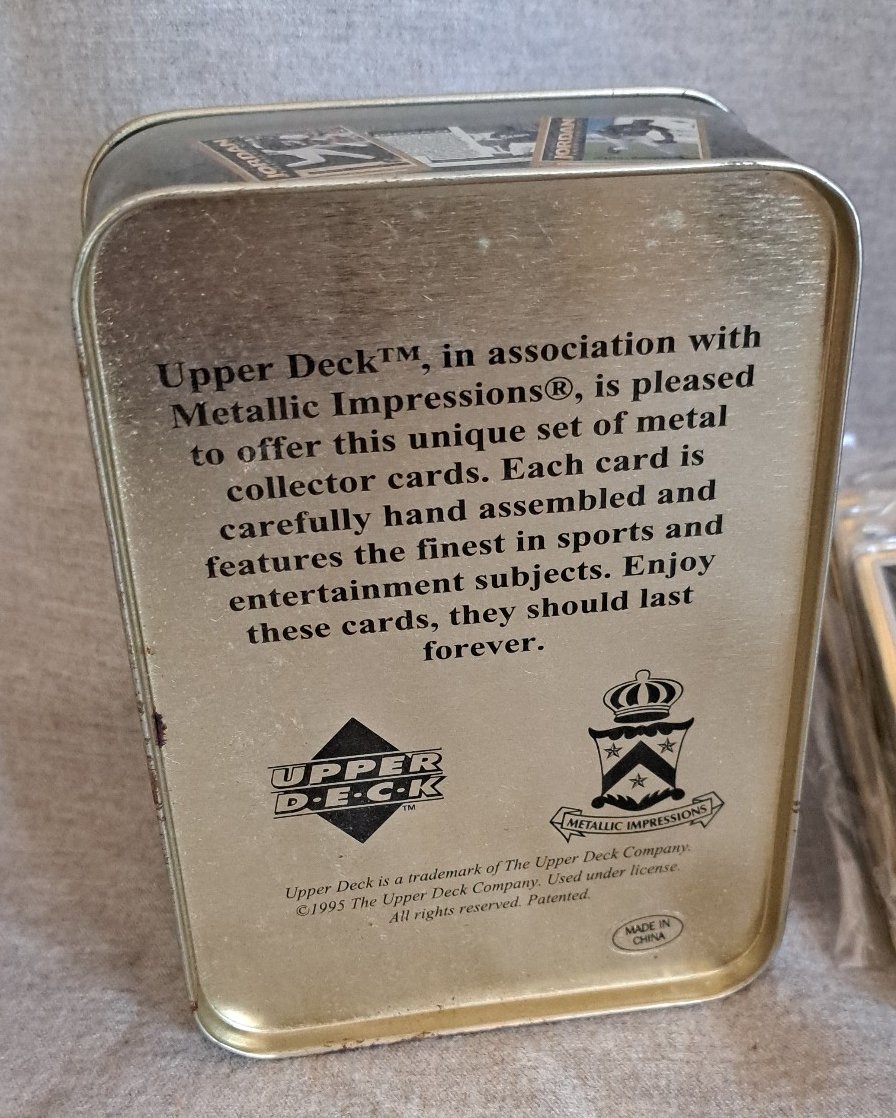 JORDAN
JORDAN
Upper Deck™, in association with
Metallic Impressions®, is pleased
to offer this unique set of metal
collector cards. Each card is
carefully hand assembled and
features the finest in sports and
entertainment subjects. Enjoy
these cards, they should last
forever.
UPPER
D·E·C·K
TM
METALLIC IMPRESSIONS
Upper Deck is a trademark of The Upper Deck Company.
©1995 The Upper Deck Company. Used under license.
All rights reserved. Patented.
MADE IN
CHINA